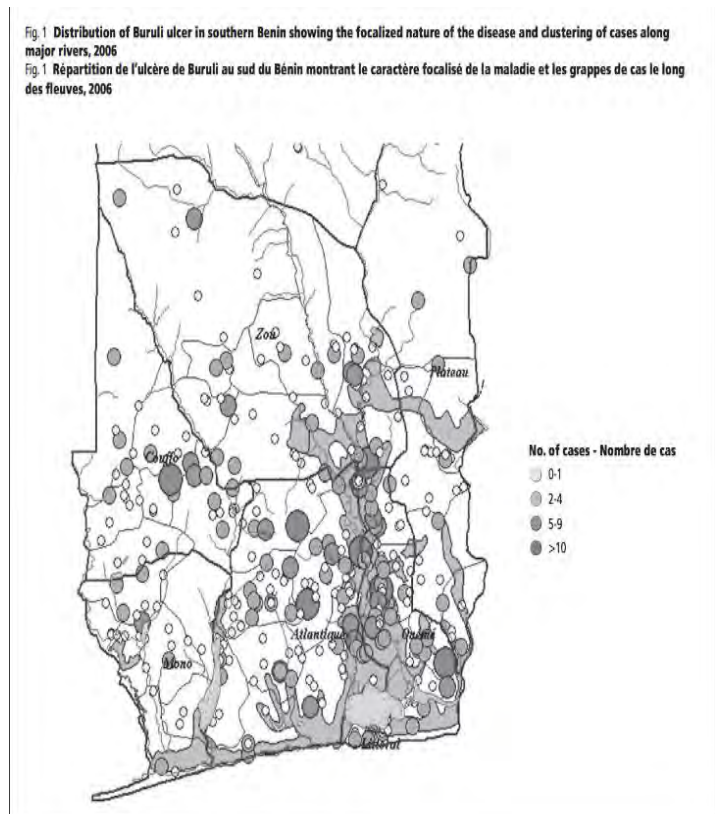 Fig. 1 Distribution of Buruli ulcer in southern Benin showing the focalized nature of the disease and clustering of cases along
major rivers, 2006
Fig. 1 Répartition de l'ulcère de Buruli au sud du Bénin montrant le caractère focalisé de la maladie et les grappes de cas le long
des fleuves, 2006
Zou
Plateau
No. of cases - Nombre de cas
Couffo
0-1
2-4
5-9
>10
Atlantique
Ouémé
Mono
Littoral